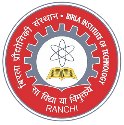 बिरला प्रौद्योगिकी संस्थान - BIRLA INSTITUTE OF TECHNOLOGY
सा विद्या या विमुक्तये
RANCHI